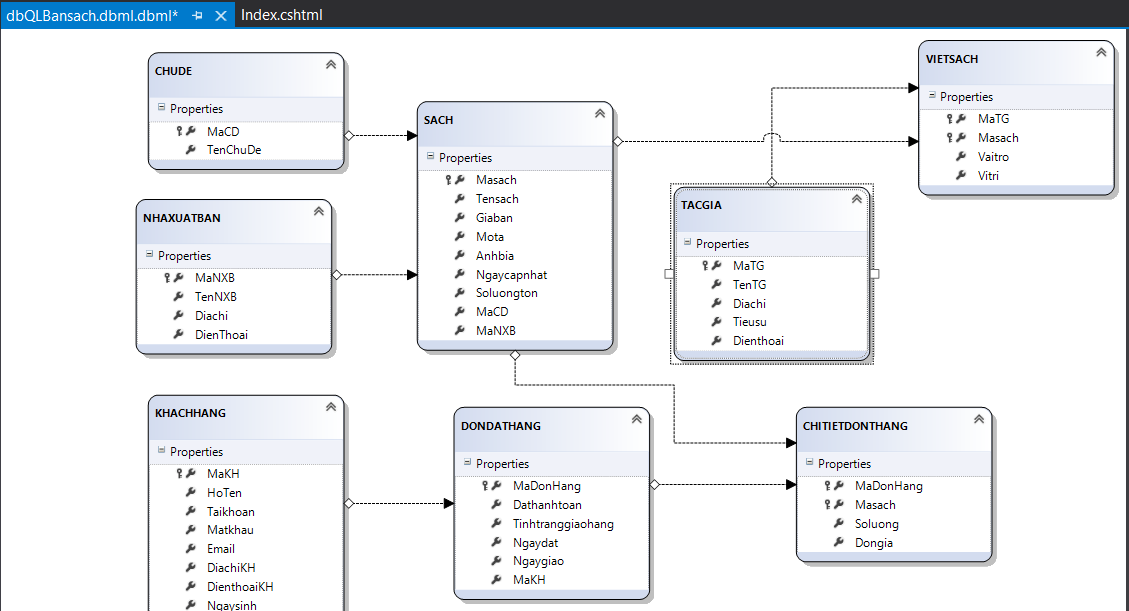 dbQLBansach.dbml.dbml*
Index.cshtml
CHUDE
Properties
MaCD
TenChuDe
NHAXUATBAN
Properties
MaNXB
TenNXB
Diachi
DienThoai
SACH
Properties
Masach
Tensach
Giaban
Mota
Anhbia
Ngaycapnhat
Soluongton
MaCD
MaNXB
VIETSACH
Properties
MaTG
Masach
Vaitro
Vitri
TACGIA
Properties
MaTG
TenTG
Diachi
Tieusu
Dienthoai
KHACHHANG
Properties
MaKH
HoTen
Taikhoan
Matkhau
Email
DiachiKH
DienthoaiKH
Ngaysinh
DONDATHANG
Properties
MaDonHang
Dathanhtoan
Tinhtranggiaohang
Ngaydat
Ngaygiao
MaKH
CHITIETDONTHANG
Properties
MaDonHang
Masach
Soluong
Dongia